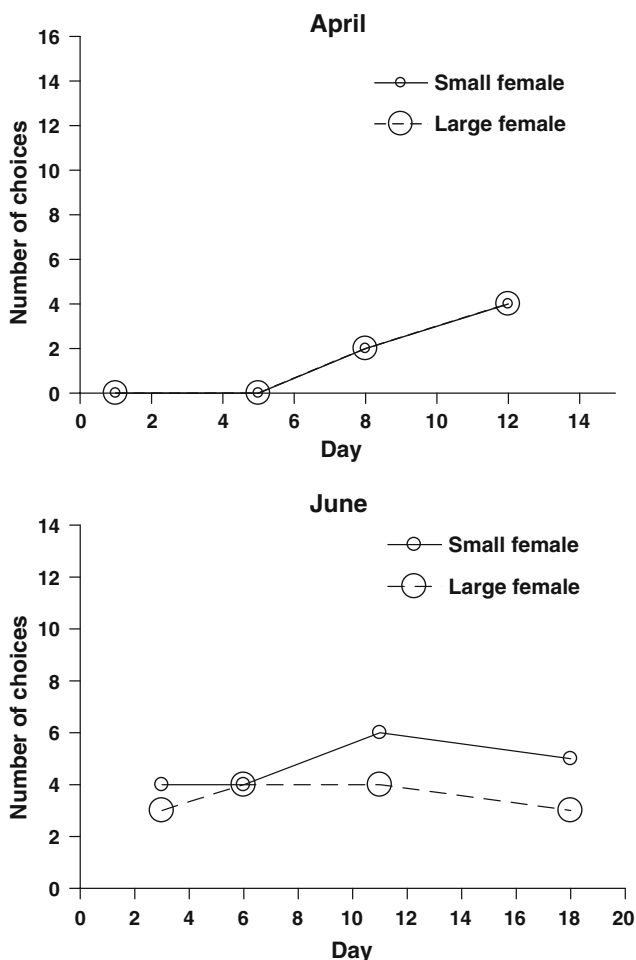 April
16
14
12
10
8
6
4
2
0
Number of choices
Small female
Large female
0 2 4 6 8 10 12 14
Day
June
14
12
10
8
6
4
2
0
Number of choices
Small female
Large female
0 2 4 6 8 10 12 14 16 18 20
Day